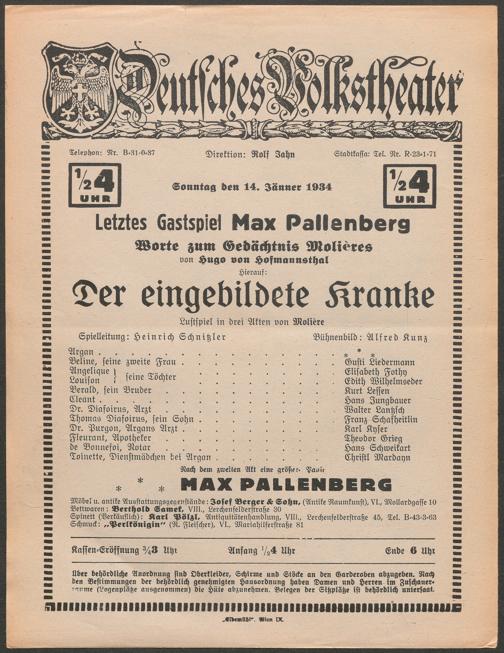 Deutsches Volkstheater
Telephon: Nr. B-31-0-37 Direktion: Rolf Jahn Stadtkassa: Tel. Nr. R-23-1-71
½4 UHR
Sonntag den 14. Jänner 1934
½4 UHR
Letztes Gastspiel Max Pallenberg
Worte zum Gedächtnis Molières
von Hugo von Hofmannsthal
Hierauf:
Der eingebildete Kranke
Lustspiel in drei Akten von Molière
Spielleitung: Heinrich Schnitzler Bühnenbild: Alfred Kunz
Argan . . . * * *
Beline, seine zweite Frau . . . Gusti Liedermann
Angelique } seine Töchter . . . Elisabeth Fothy
Louison . . . Edith Wilhelmseder
Berald, sein Bruder . . . Kurt Lessen
Cleant . . . Hans Jungbauer
Dr. Diafoirus, Arzt . . . Walter Lantzsch
Thomas Diafoirus, sein Sohn . . . Franz Schafheitlin
Dr. Purgon, Argans Arzt . . . Karl Kyser
Fleurant, Apotheker . . . Theodor Grieg
de Bonnefoi, Notar . . . Hans Schweikart
Toinette, Dienstmädchen bei Argan . . . Christl Mardayn
Nach dem zweiten Akt eine größere Pause
* * * MAX PALLENBERG
Möbel u. antike Ausstattungsgegenstände: Josef Berger & Sohn, (Antike Raumkunst), VI., Mollardgasse 10
Bettwaren: Berthold Samek, VIII., Lerchenfelderstraße 30
Spinett (Verkäuflich): Karl Pölzl, Antiquitätenhandlung, VIII., Lerchenfelderstraße 45, Tel. B-43-3-63
Schmuck: „Perlkönigin" (R. Fleischer), VI., Mariahilferstraße 81
Kassen-Eröffnung ¾3 Uhr Anfang ½4 Uhr Ende 6 Uhr
Über behördliche Anordnung sind Oberkleider, Schirme und Stöcke an den Garderoben abzugeben. Nach
den Bestimmungen der behördlich genehmigten Hausordnung haben Damen und Herren im Zuschauer-
raume (Logenplätze ausgenommen) die Hüte abzunehmen. Belegen der Sitzplätze ist behördlich untersagt.
„Elbemühl", Wien IX.